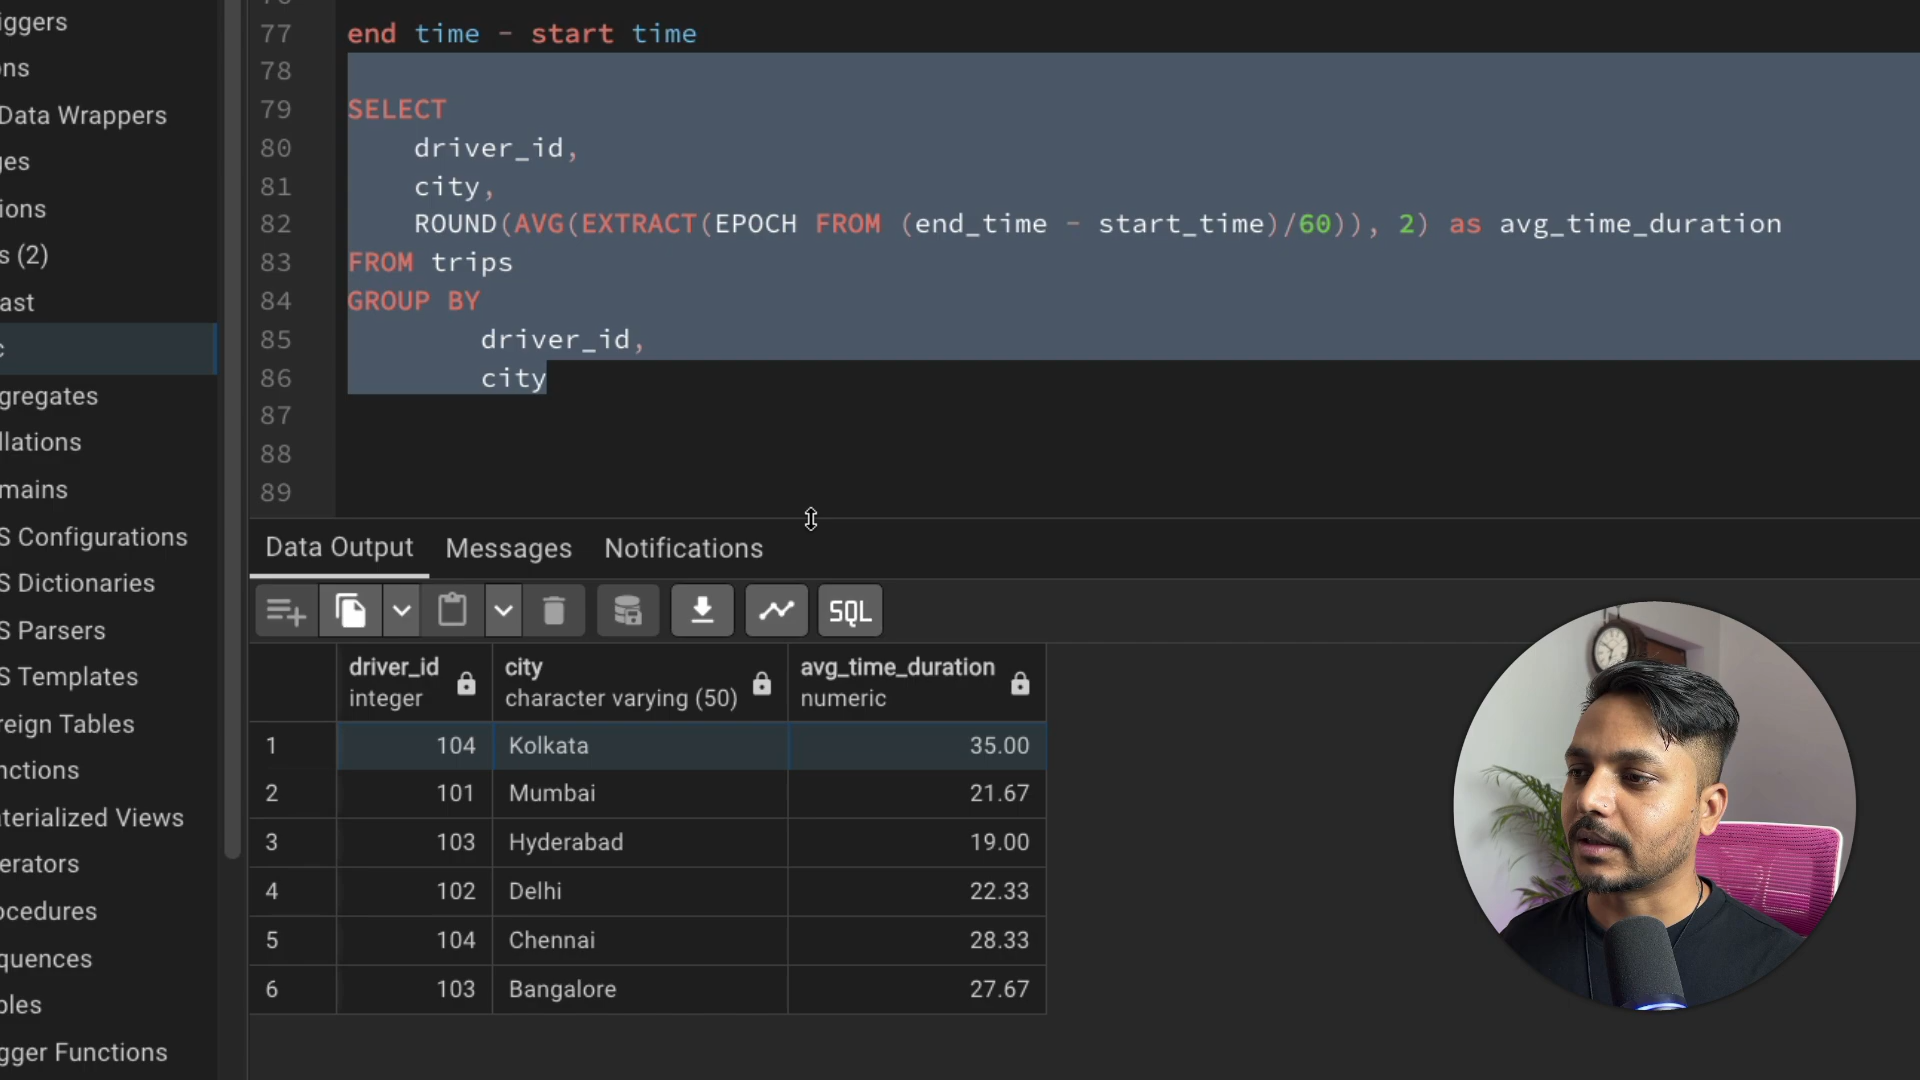 iggers
ons
Data Wrappers
ges
ions
s (2)
ast
c
gregates
llations
mains
S Configurations
S Dictionaries
S Parsers
S Templates
reign Tables
nctions
terialized Views
erators
ocedures
quences
bles
gger Functions
77 end time - start time
78
79 SELECT
80 driver_id,
81 city,
82 ROUND(AVG(EXTRACT(EPOCH FROM (end_time - start_time)/60)), 2) as avg_time_duration
83 FROM trips
84 GROUP BY
85 driver_id,
86 city
87
88
89
Data Output Messages Notifications
SQL
driver_id city avg_time_duration
integer character varying (50) numeric
1 104 Kolkata 35.00
2 101 Mumbai 21.67
3 103 Hyderabad 19.00
4 102 Delhi 22.33
5 104 Chennai 28.33
6 103 Bangalore 27.67